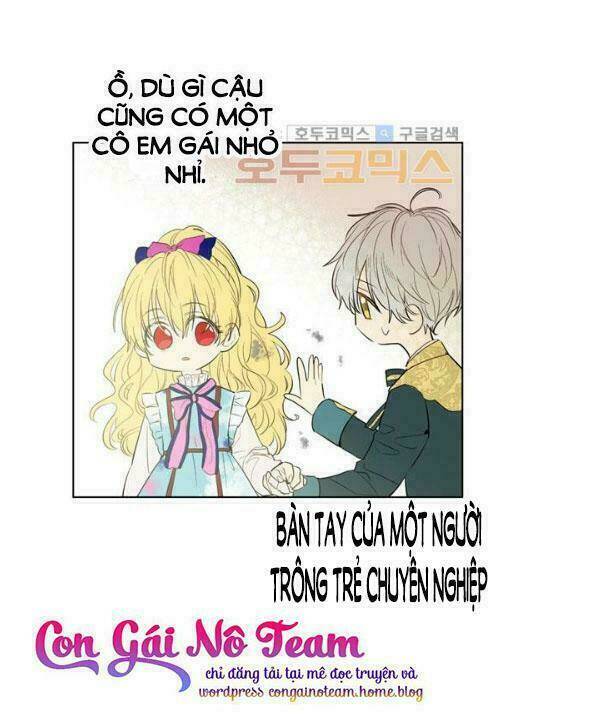 Ồ, DÙ GÌ CẬU
CŨNG CÓ MỘT
CÔ EM GÁI NHỎ
NHỈ.
호두코믹스 구글검색
호두코믹스
BÀN TAY CỦA MỘT NGƯỜI
TRÔNG TRẺ CHUYÊN NGHIỆP
Con Gái Nô Team
chỉ đăng tải tại mê đọc truyện và
wordpress congainoteam.home.blog